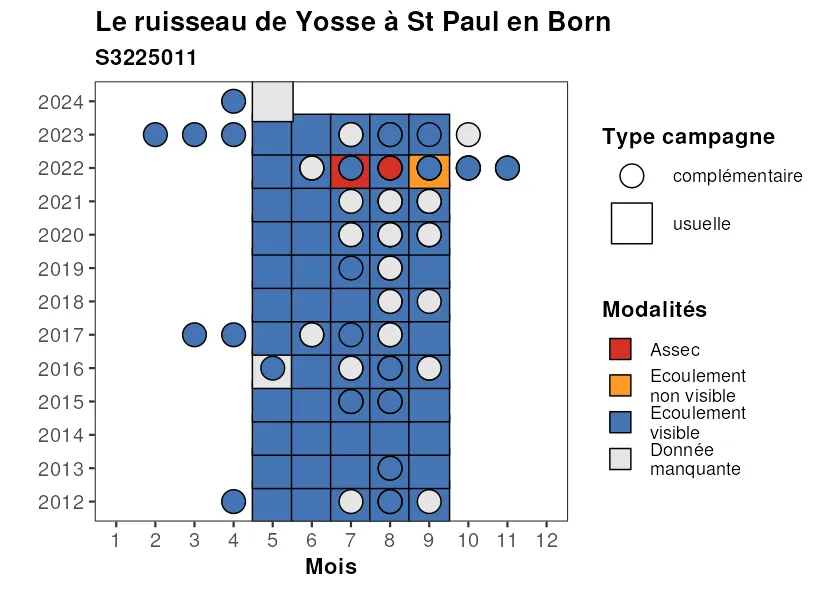 Le ruisseau de Yosse à St Paul en Born
S3225011
2024
2023
2022
2021
2020
2019
2018
2017
2016
2015
2014
2013
2012
1 2 3 4 5 6 7 8 9 10 11 12
Mois
Type campagne
complémentaire
usuelle
Modalités
Assec
Ecoulement
non visible
Ecoulement
visible
Donnée
manquante